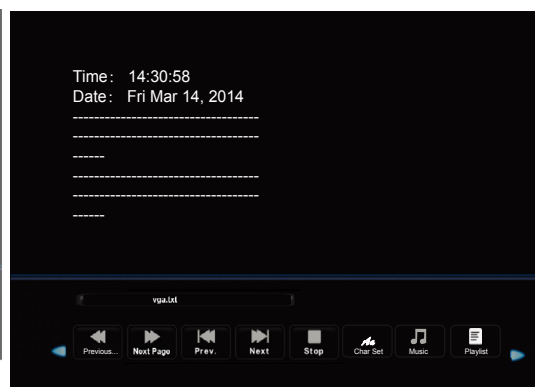 Time: 14:30:58
Date: Fri Mar 14, 2014
-----------------------------------
-----------------------------------
------
-----------------------------------
-----------------------------------
------
vga.txt
Previous... Next Page Prev. Next Stop Char Set Music Playlist